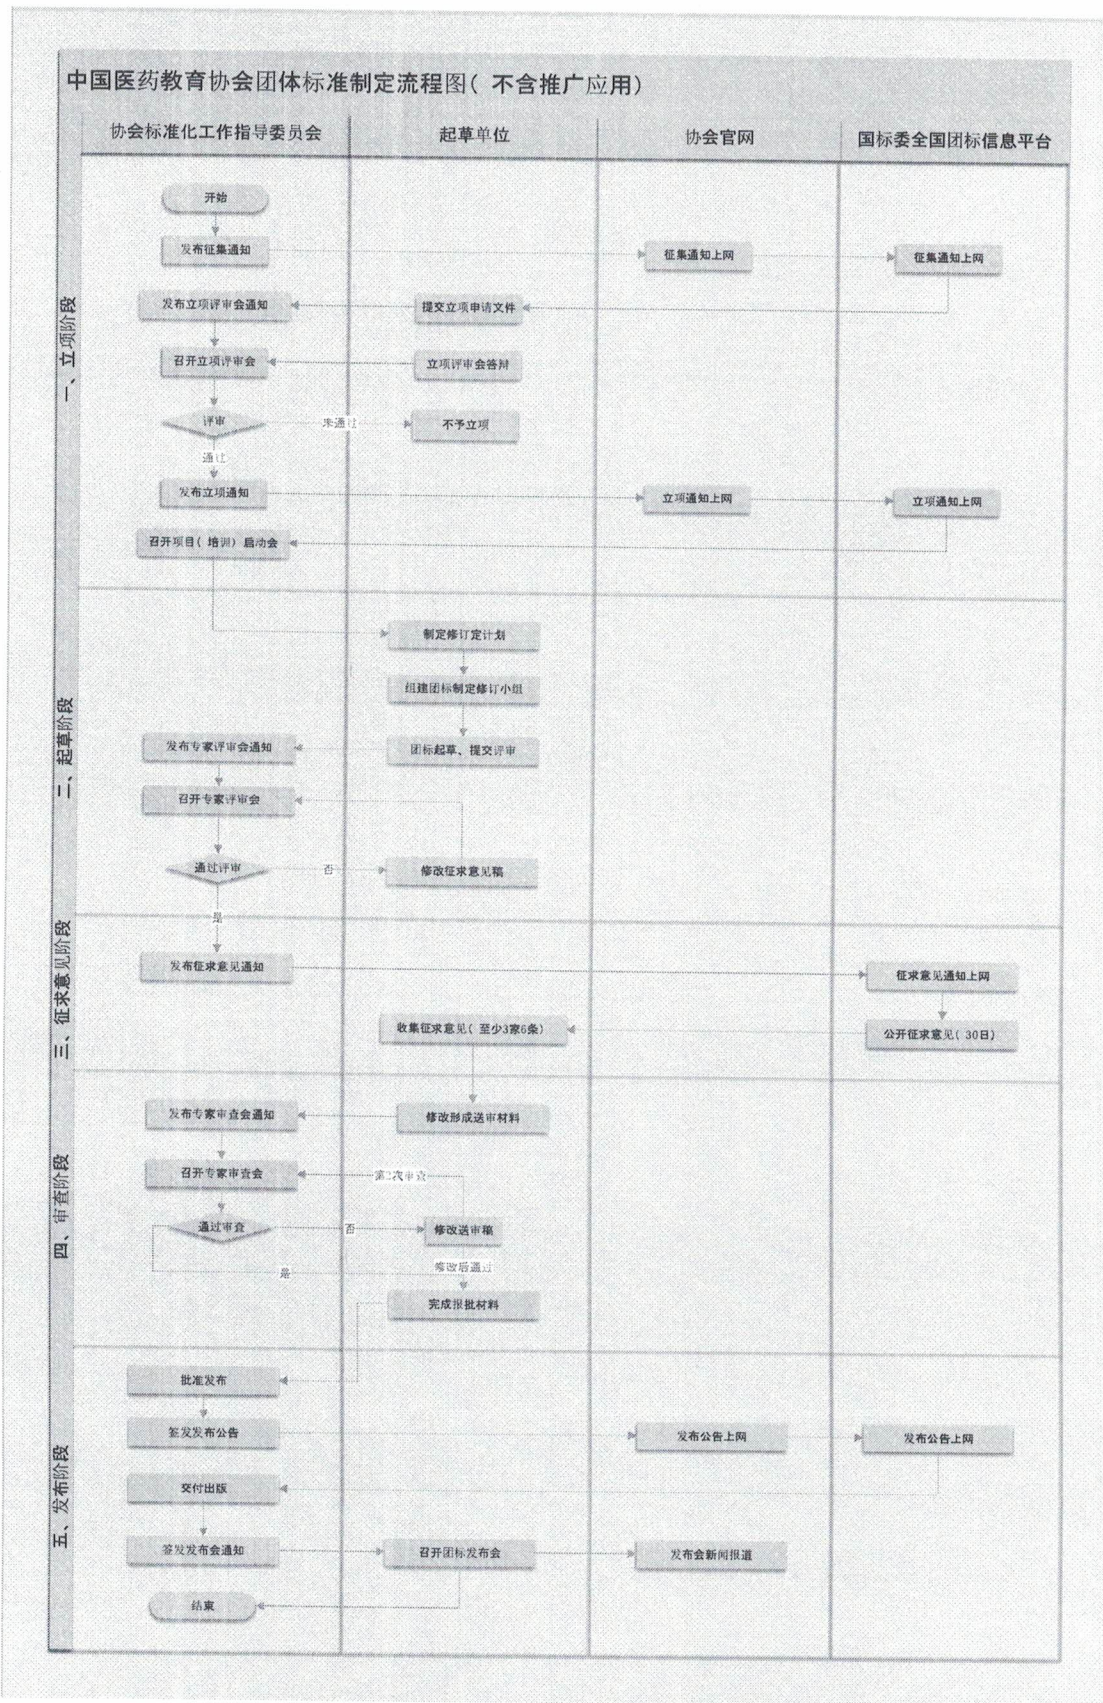 中国医药教育协会团体标准制定流程图( 不含推广应用)
协会标准化工作指导委员会
起草单位
协会官网
国标委全国团标信息平台
一、立项阶段
开始
发布征集通知
征集通知上网
征集通知上网
发布立项评审会通知
提交立项申请文件
召开立项评审会
立项评审会答辩
评审
未通过
不予立项
通过
发布立项通知
立项通知上网
立项通知上网
召开项目( 培训) 启动会
二、起草阶段
制定修订定计划
组建团标制定修订小组
发布专家评审会通知
团标起草、提交评审
召开专家评审会
通过评审
否
修改征求意见稿
是
三、征求意见阶段
发布征求意见通知
征求意见通知上网
收集征求意见( 至少3家6条)
公开征求意见( 30日)
四、审查阶段
发布专家审查会通知
修改形成送审材料
召开专家审查会
第2次审查
通过审查
否
修改送审稿
是
修改后通过
完成报批材料
五、发布阶段
批准发布
签发发布公告
发布公告上网
发布公告上网
交付出版
签发发布会通知
召开团标发布会
发布会新闻报道
结束